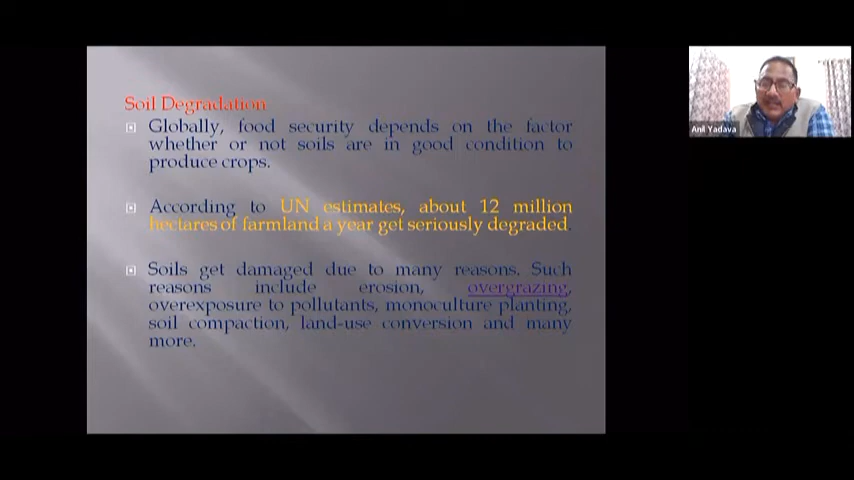 Soil Degradation
Globally, food security depends on the factor
whether or not soils are in good condition to
produce crops.
According to UN estimates, about 12 million
hectares of farmland a year get seriously degraded.
Soils get damaged due to many reasons. Such
reasons include erosion, overgrazing,
overexposure to pollutants, monoculture planting,
soil compaction, land-use conversion and many
more.
Anil Yadava